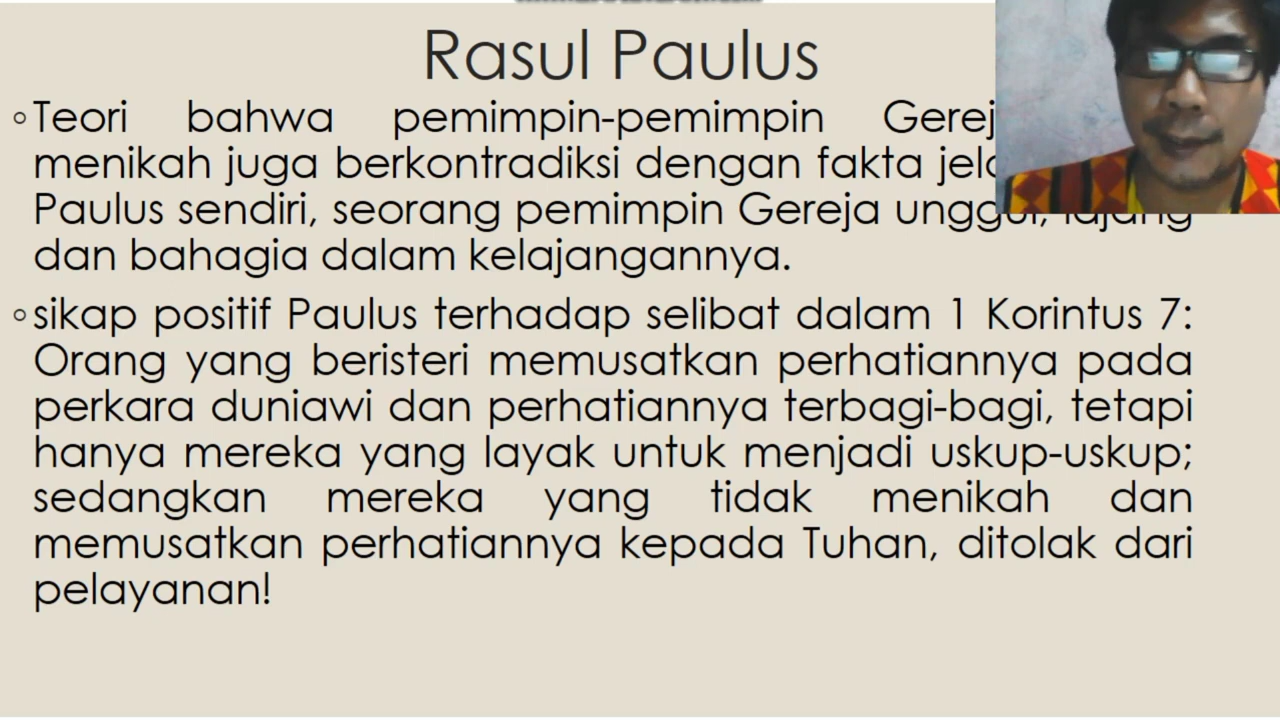 Rasul Paulus
◦Teori bahwa pemimpin-pemimpin
menikah juga berkontradiksi dengan fakta
Paulus sendiri, seorang pemimpin Gereja unggul, lajang
dan bahagia dalam kelajangannya.
◦sikap positif Paulus terhadap selibat dalam 1 Korintus 7:
Orang yang beristeri memusatkan perhatiannya pada
perkara duniawi dan perhatiannya terbagi-bagi, tetapi
hanya mereka yang layak untuk menjadi uskup-uskup;
sedangkan mereka yang tidak menikah dan
memusatkan perhatiannya kepada Tuhan, ditolak dari
pelayanan!